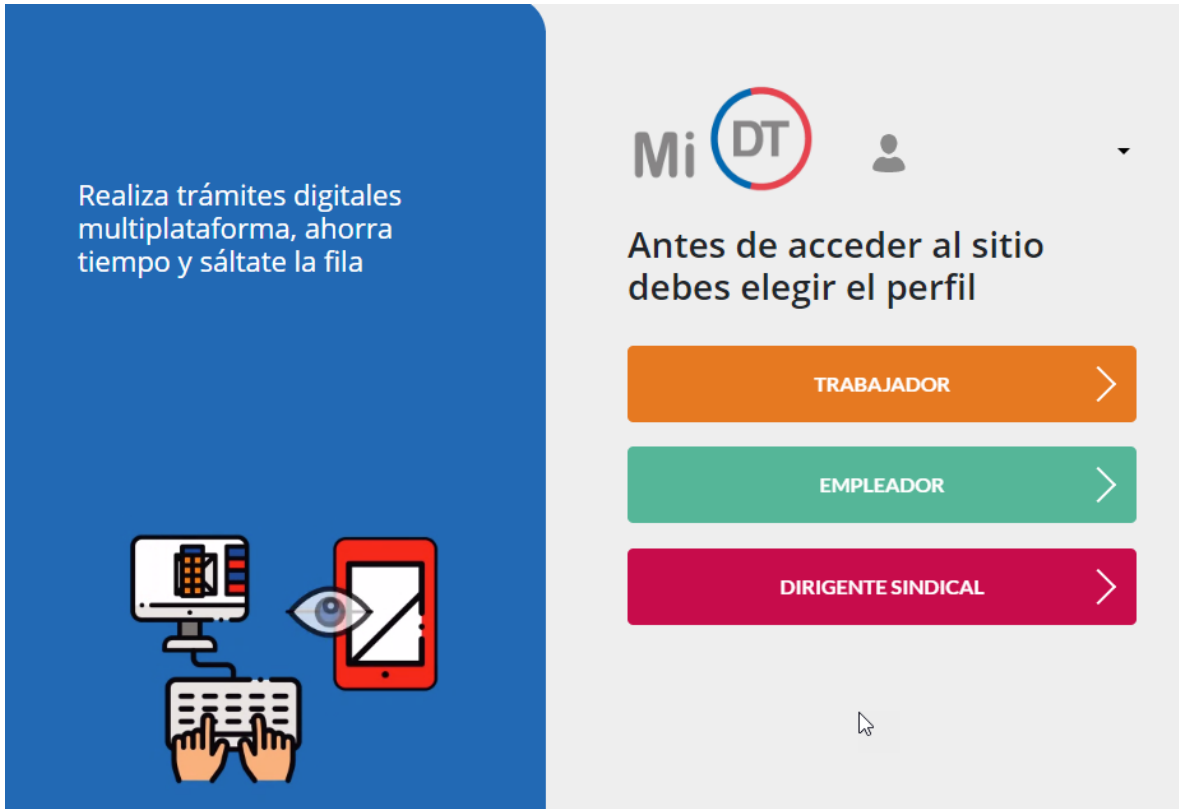 Realiza trámites digitales
multiplataforma, ahorra
tiempo y sáltate la fila
Mi DT
Antes de acceder al sitio
debes elegir el perfil
TRABAJADOR
EMPLEADOR
DIRIGENTE SINDICAL